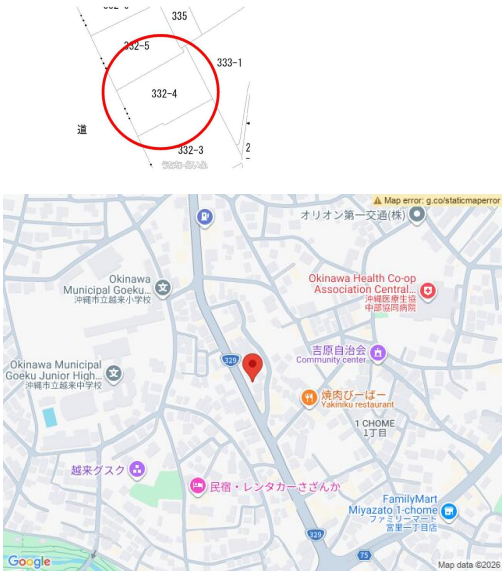 335
332-5
333-1
332-4
道
332-3
2
Map error: g.co/staticmaperror
オリオン第一交通(株)
Okinawa
Municipal Goeku...
沖縄市立越来小学校
Okinawa Health Co-op
Association Central...
沖縄医療生協
中部協同病院
329
吉原自治会
Community center
Okinawa Municipal
Goeku Junior High...
沖縄市立越来中学校
焼肉びーばー
Yakiniku restaurant
1 CHOME
1丁目
越来グスク
民宿・レンタカーさざんか
FamilyMart
Miyazato 1-chome
ファミリーマート
宮里一丁目店
329
75
Google
Map data ©2026